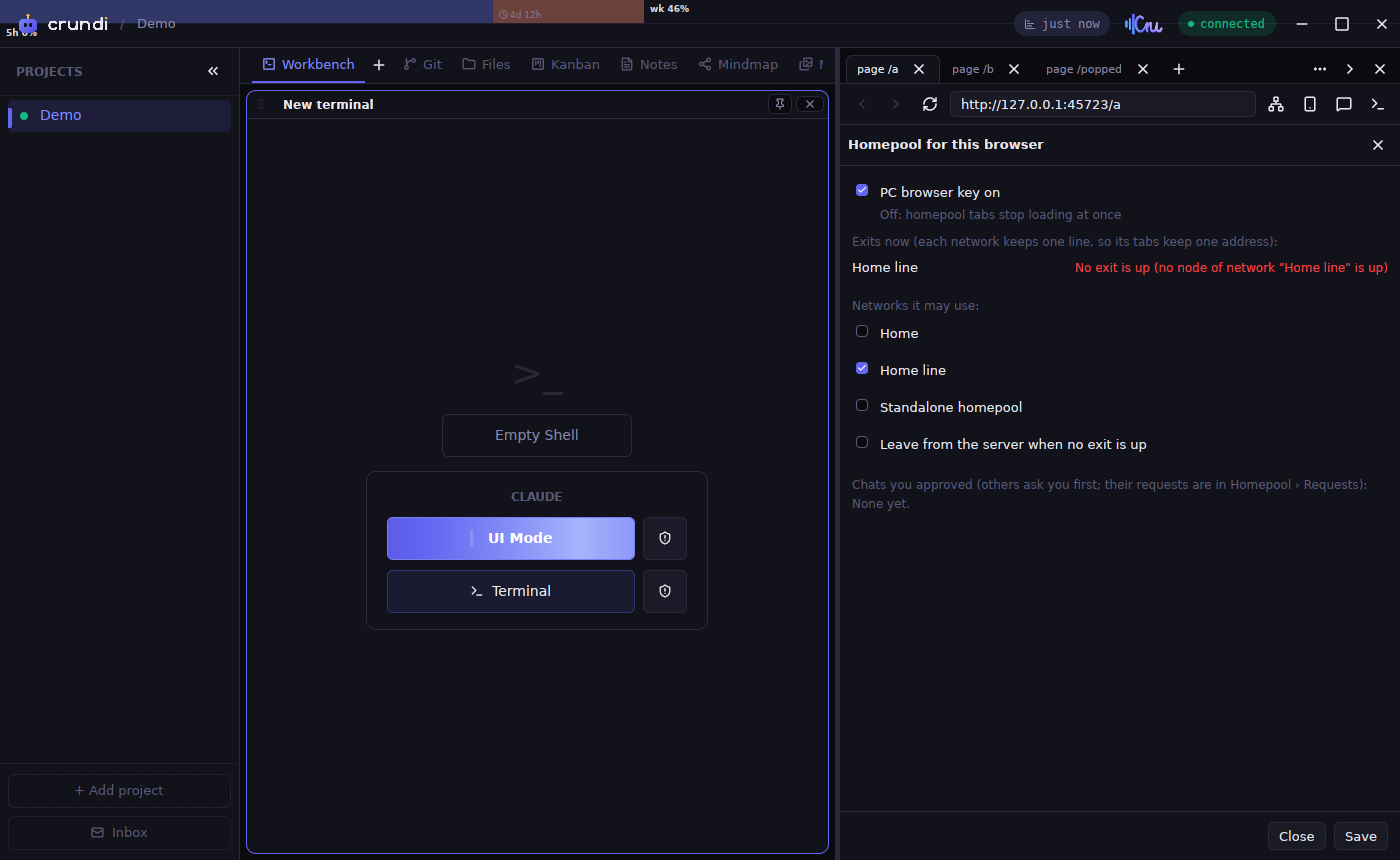 4d 12h
wk 46%
crundi / Demo
just now
Cru
connected
PROJECTS
Demo
+ Add project
Inbox
Workbench
Git
Files
Kanban
Notes
Mindmap
New terminal
>_
Empty Shell
CLAUDE
UI Mode
Terminal
page /a
page /b
page /popped
http://127.0.0.1:45723/a
Homepool for this browser
PC browser key on
Off: homepool tabs stop loading at once
Exits now (each network keeps one line, so its tabs keep one address):
Home line
No exit is up (no node of network "Home line" is up)
Networks it may use:
Home
Home line
Standalone homepool
Leave from the server when no exit is up
Chats you approved (others ask you first; their requests are in Homepool › Requests):
None yet.
Close
Save